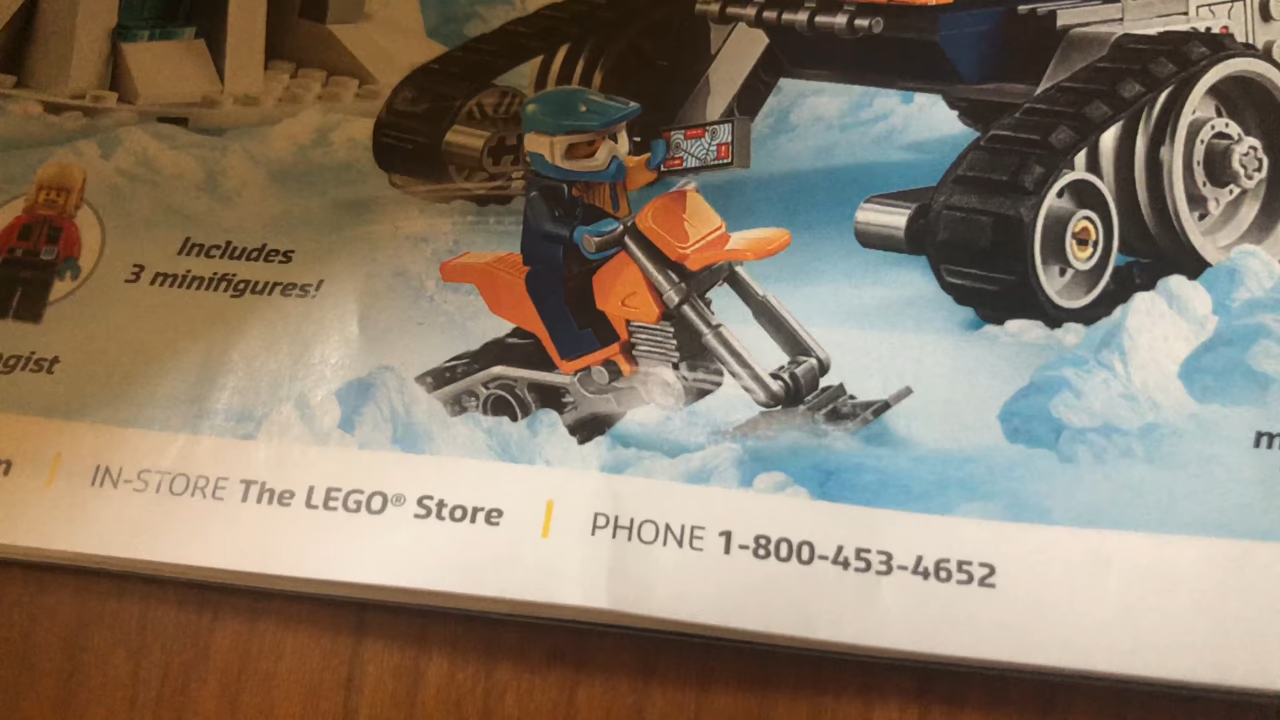 Includes
3 minifigures!
gist
IN-STORE The LEGO® Store | PHONE 1-800-453-4652